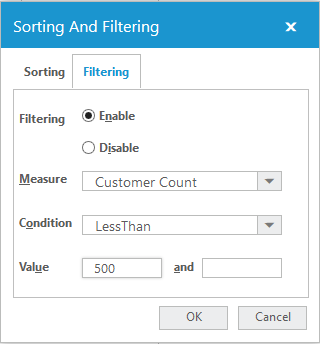 Sorting And Filtering
Sorting Filtering
Filtering Enable
Disable
Measure Customer Count
Condition LessThan
Value 500 and
OK Cancel